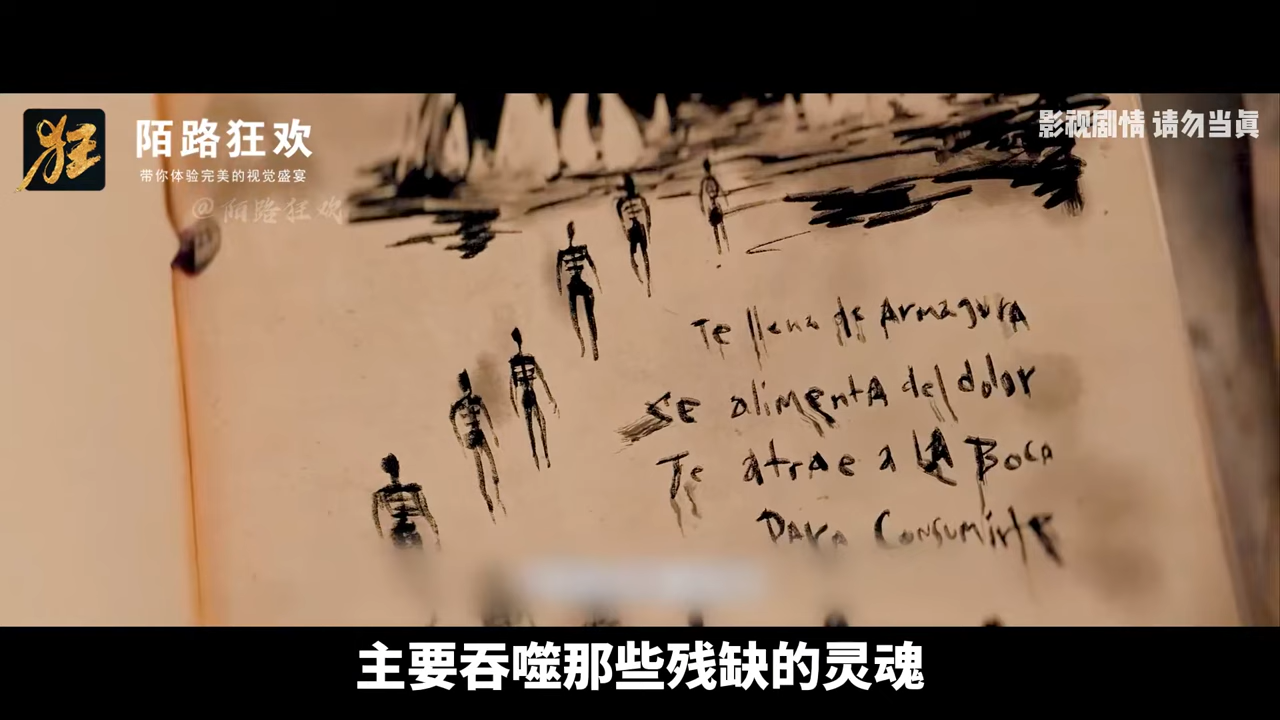 狂
陌路狂欢
带你体验完美的视觉盛宴
@陌路狂欢
影视剧情 请勿当真
Te llena de Armagura
SE alimentA del dolor
Te atrae a LA Boca
Para Consumirte
主要吞噬那些残缺的灵魂